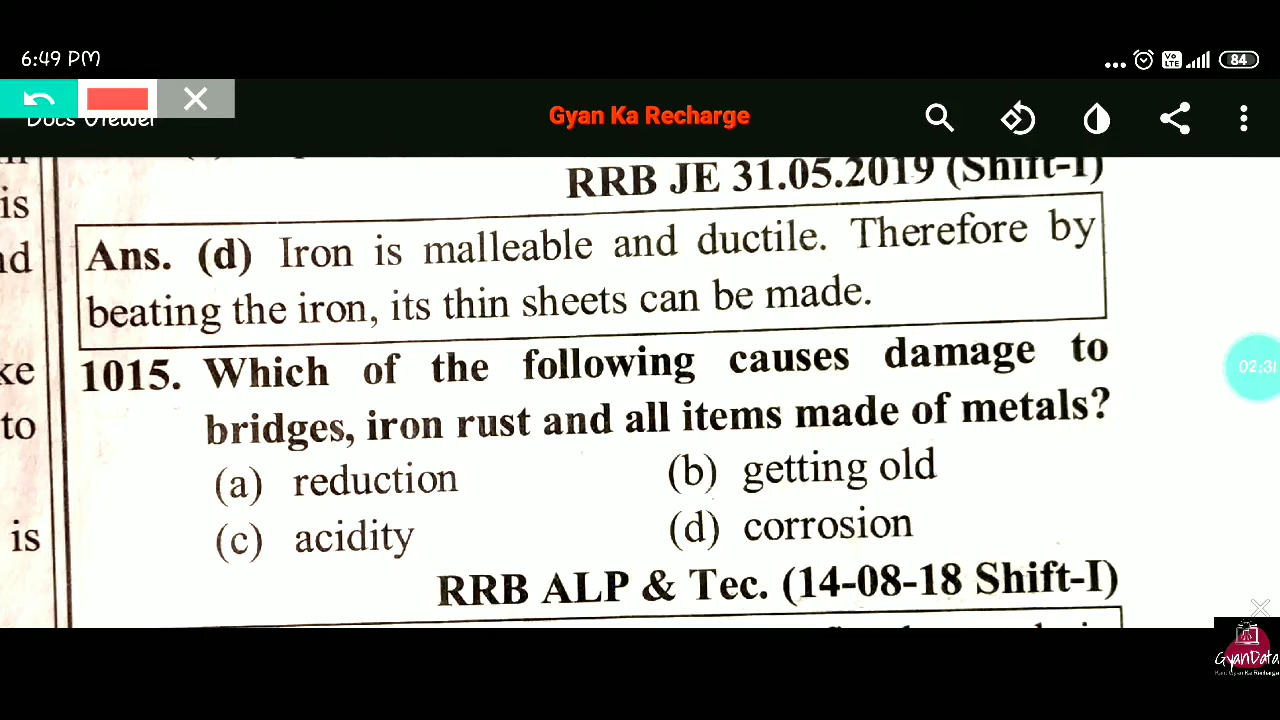 6:49 PM
84
Docs Viewer
Gyan Ka Recharge
RRB JE 31.05.2019 (Shift-I)
is
nd
Ans. (d) Iron is malleable and ductile. Therefore by
beating the iron, its thin sheets can be made.
ke
to
is
1015. Which of the following causes damage to
bridges, iron rust and all items made of metals?
(a) reduction (b) getting old
(c) acidity (d) corrosion
RRB ALP & Tec. (14-08-18 Shift-I)
02:31
GyanData